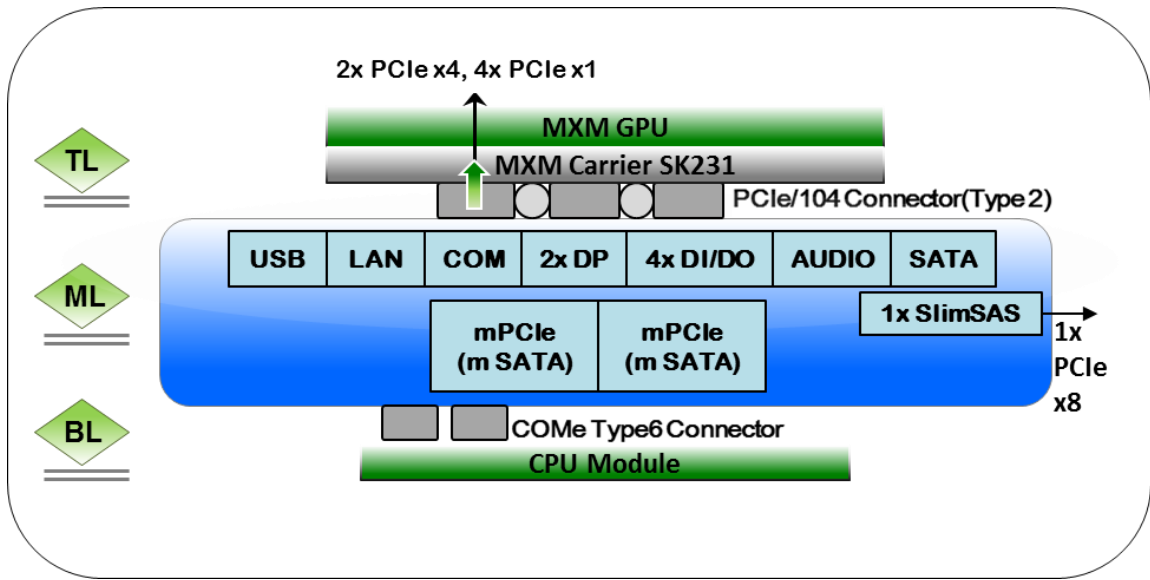 2x PCIe x4, 4x PCIe x1
MXM GPU
TL
MXM Carrier SK231
PCIe/104 Connector(Type 2)
USB
LAN
COM
2x DP
4x DI/DO
AUDIO
SATA
ML
1x SlimSAS
mPCIe
(m SATA)
mPCIe
(m SATA)
1x
PCIe
x8
BL
COMe Type6 Connector
CPU Module